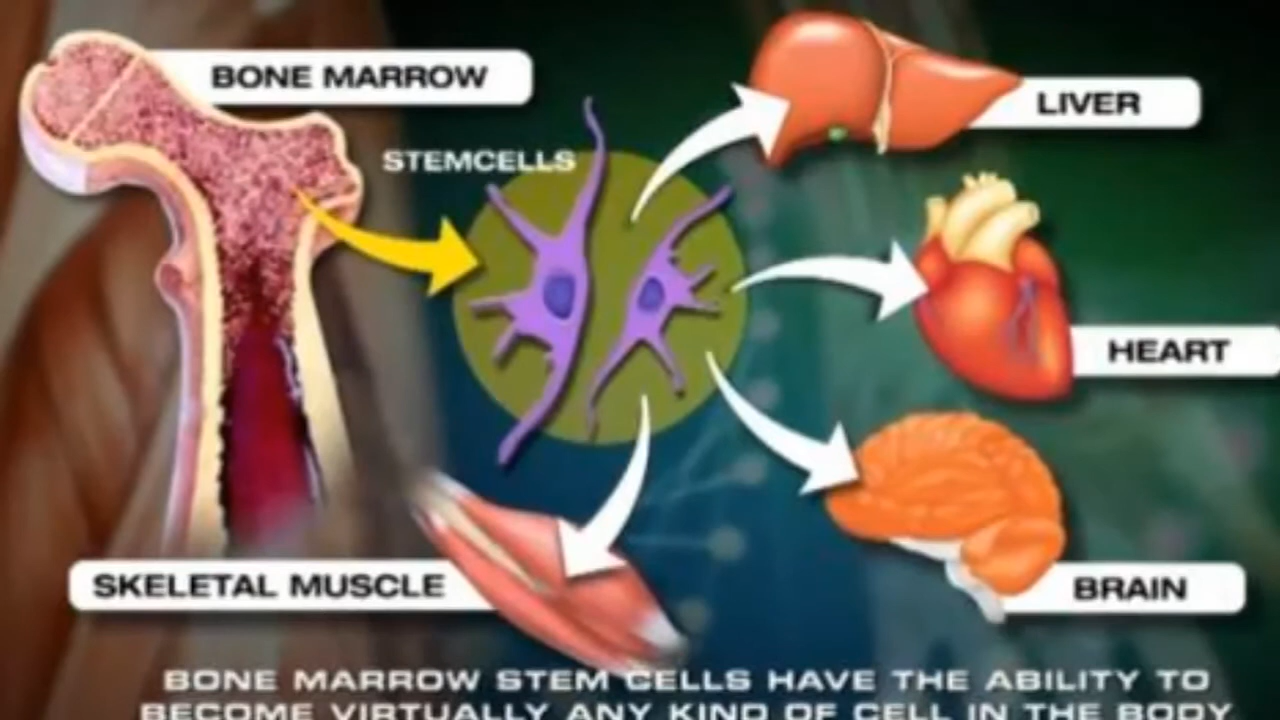 BONE MARROW
LIVER
STEMCELLS
HEART
SKELETAL MUSCLE
BRAIN
BONE MARROW STEM CELLS HAVE THE ABILITY TO
BECOME VIRTUALLY ANY KIND OF CELL IN THE BODY